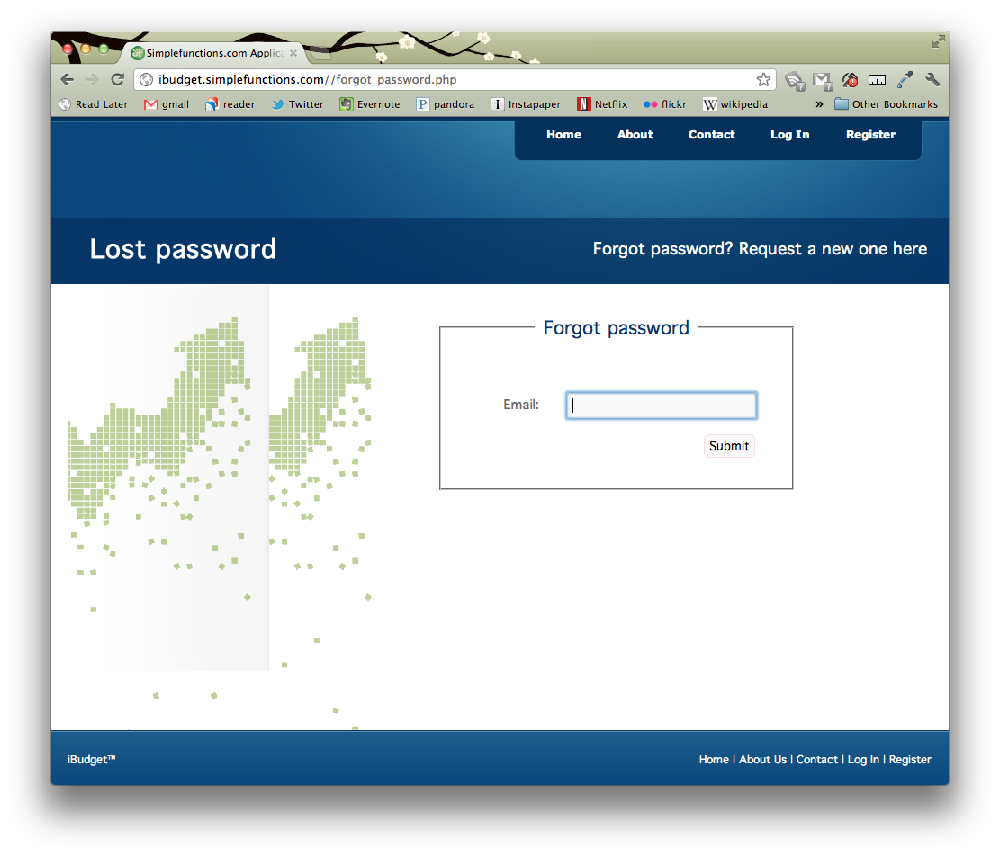 Simplefunctions.com Applica
ibudget.simplefunctions.com//forgot_password.php
Read Later gmail reader Twitter Evernote pandora Instapaper Netflix flickr wikipedia » Other Bookmarks
Home About Contact Log In Register
Lost password
Forgot password? Request a new one here
Forgot password
Email:
Submit
iBudget™
Home | About Us | Contact | Log In | Register